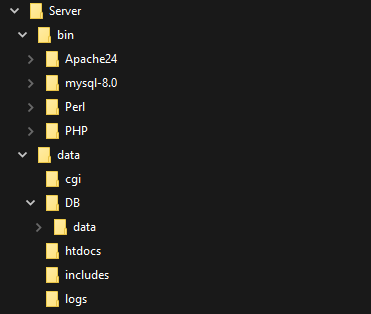 Server
bin
Apache24
mysql-8.0
Perl
PHP
data
cgi
DB
data
htdocs
includes
logs